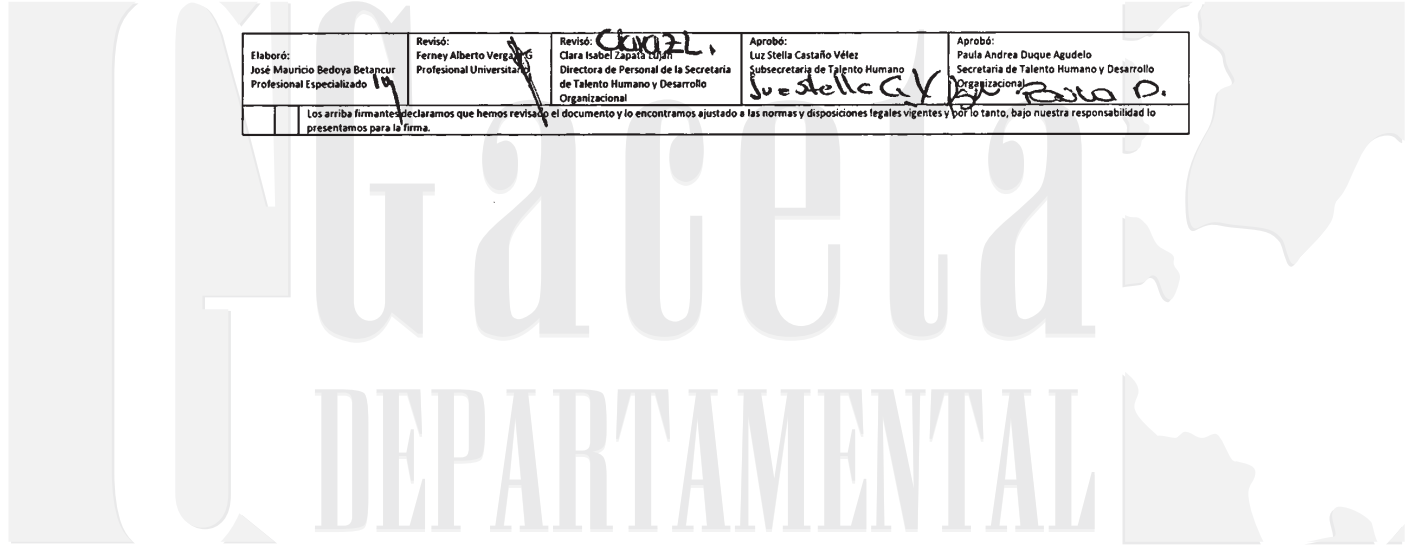 Elaboró:
José Mauricio Bedoya Betancur
Profesional Especializado
Revisó:
Ferney Alberto Vergara G
Profesional Universitario
Revisó:
Clara Isabel Zapata Luján
Directora de Personal de la Secretaria
de Talento Humano y Desarrollo
Organizacional
Aprobó:
Luz Stella Castaño Vélez
Subsecretaria de Talento Humano
Aprobó:
Paula Andrea Duque Agudelo
Secretaria de Talento Humano y Desarrollo
Organizacional
Paula D.
Los arriba firmantes declaramos que hemos revisado el documento y lo encontramos ajustado a las normas y disposiciones legales vigentes y por lo tanto, bajo nuestra responsabilidad lo
presentamos para la firma.
Gaceta
DEPARTAMENTAL